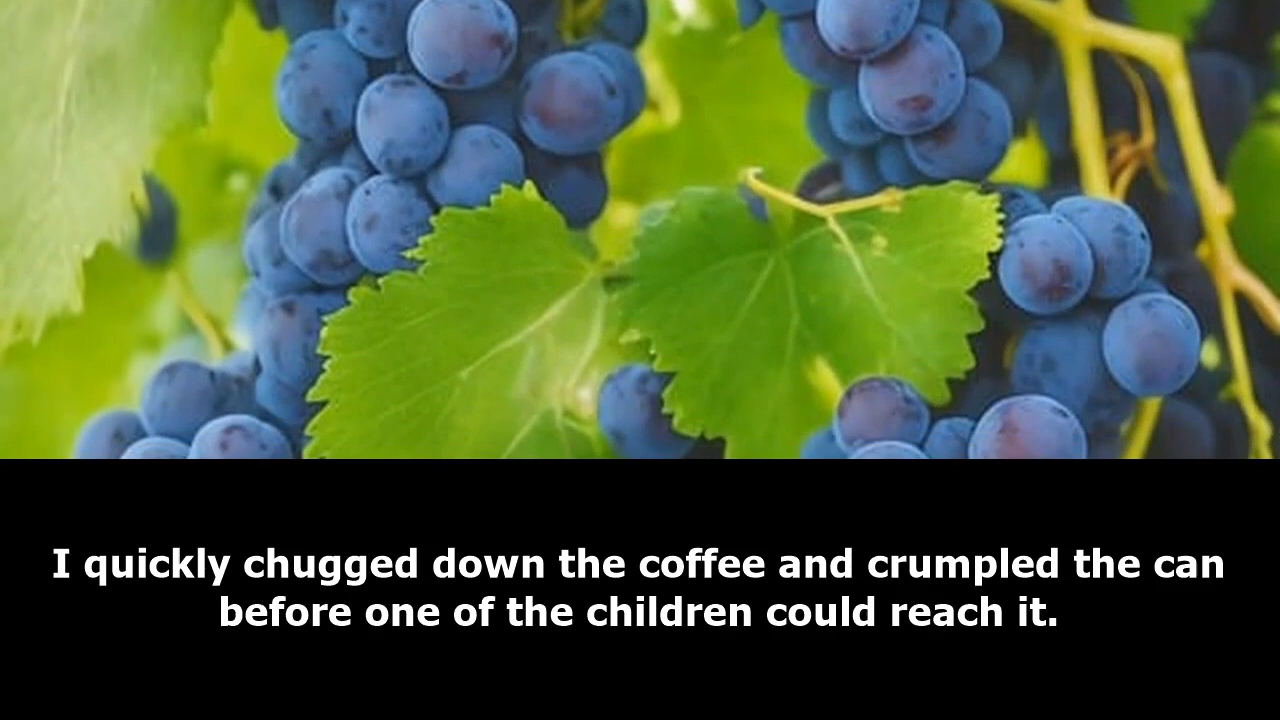 I quickly chugged down the coffee and crumpled the can
before one of the children could reach it.